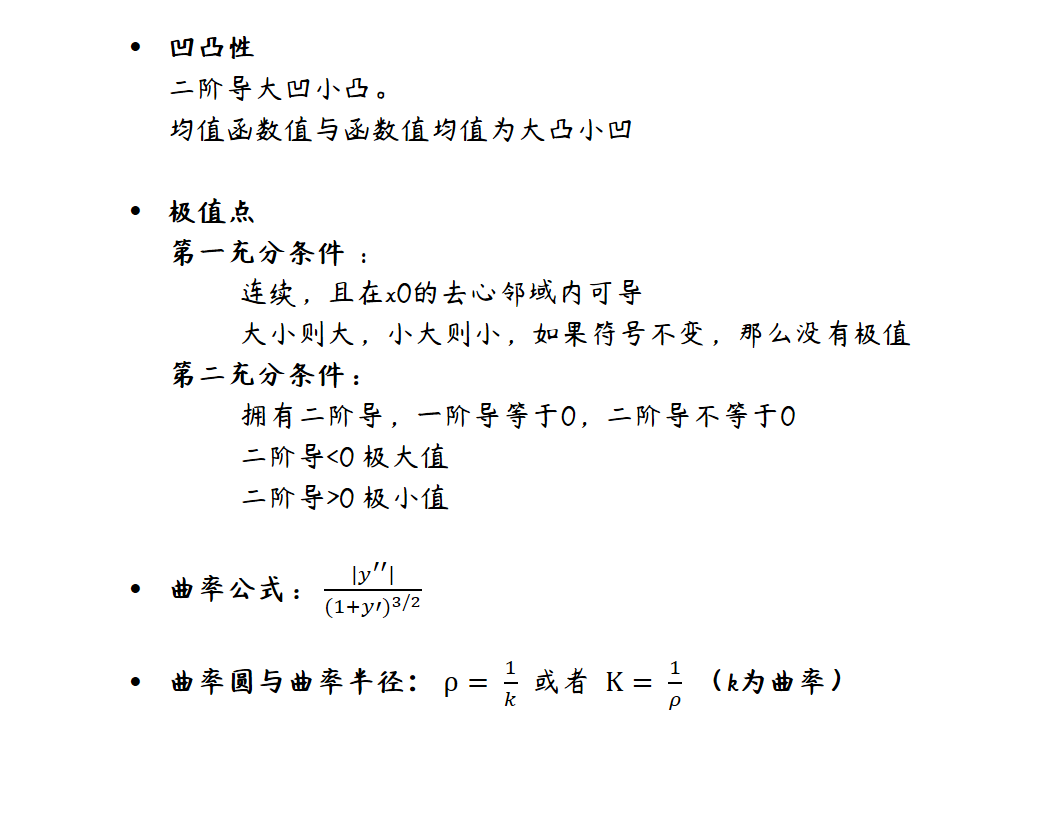 • 凹凸性
二阶导大凹小凸。
均值函数值与函数值均值为大凸小凹
• 极值点
第一充分条件：
连续，且在x0的去心邻域内可导
大小则大，小大则小，如果符号不变，那么没有极值
第二充分条件：
拥有二阶导，一阶导等于0，二阶导不等于0
二阶导<0 极大值
二阶导>0 极小值
• 曲率公式：|y′′|/(1+y′)^{3/2}
• 曲率圆与曲率半径： ρ = 1/k 或者 K = 1/ρ （k为曲率）